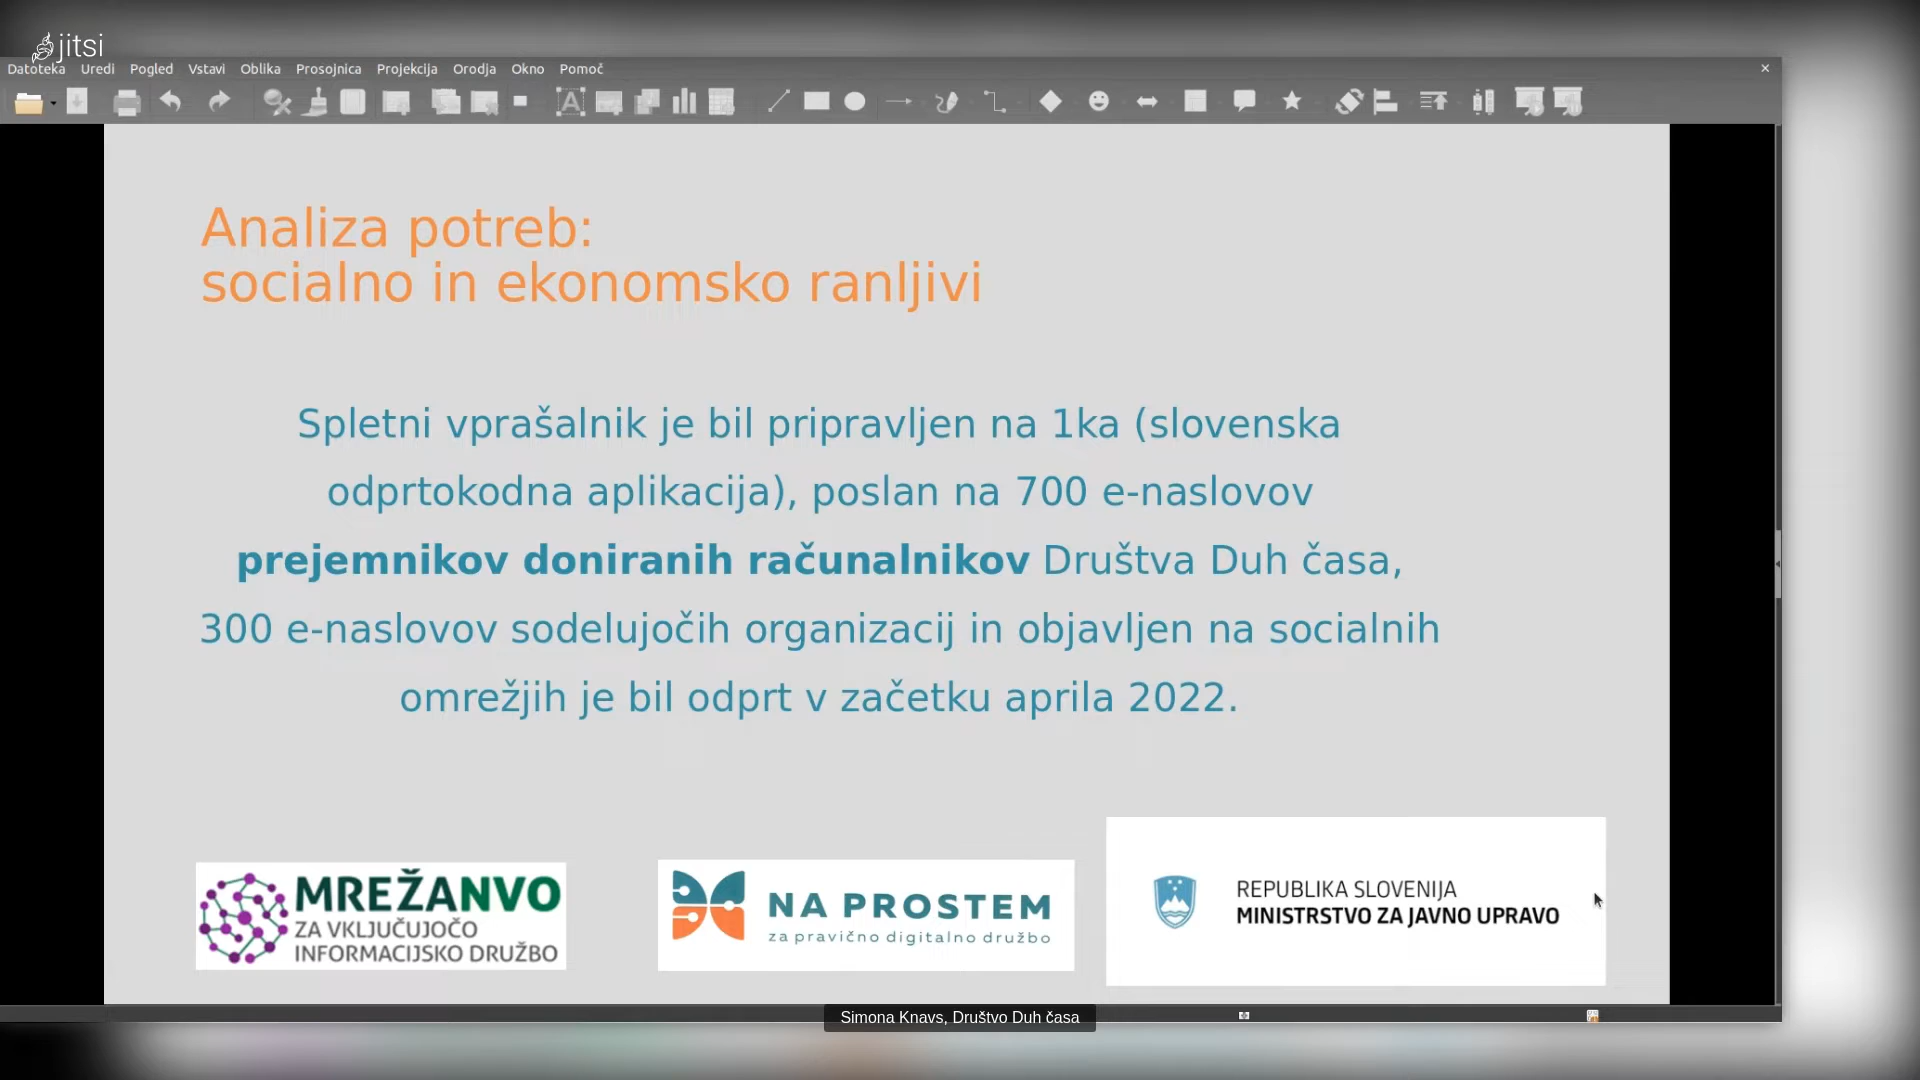 jitsi
Datoteka Uredi Pogled Vstavi Oblika Prosojnica Projekcija Orodja Okno Pomoč
Analiza potreb:
socialno in ekonomsko ranljivi
Spletni vprašalnik je bil pripravljen na 1ka (slovenska
odprtokodna aplikacija), poslan na 700 e-naslovov
prejemnikov doniranih računalnikov Društva Duh časa,
300 e-naslovov sodelujočih organizacij in objavljen na socialnih
omrežjih je bil odprt v začetku aprila 2022.
MREŽANVO
ZA VKLJUČUJOČO
INFORMACIJSKO DRUŽBO
NA PROSTEM
za pravično digitalno družbo
REPUBLIKA SLOVENIJA
MINISTRSTVO ZA JAVNO UPRAVO
Simona Knavs, Društvo Duh časa